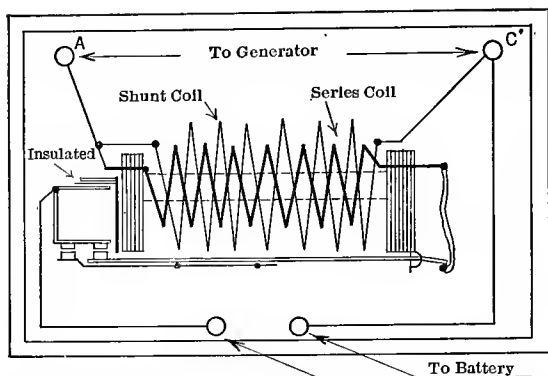 A
To Generator
C'
Shunt Coil
Series Coil
Insulated
To Battery